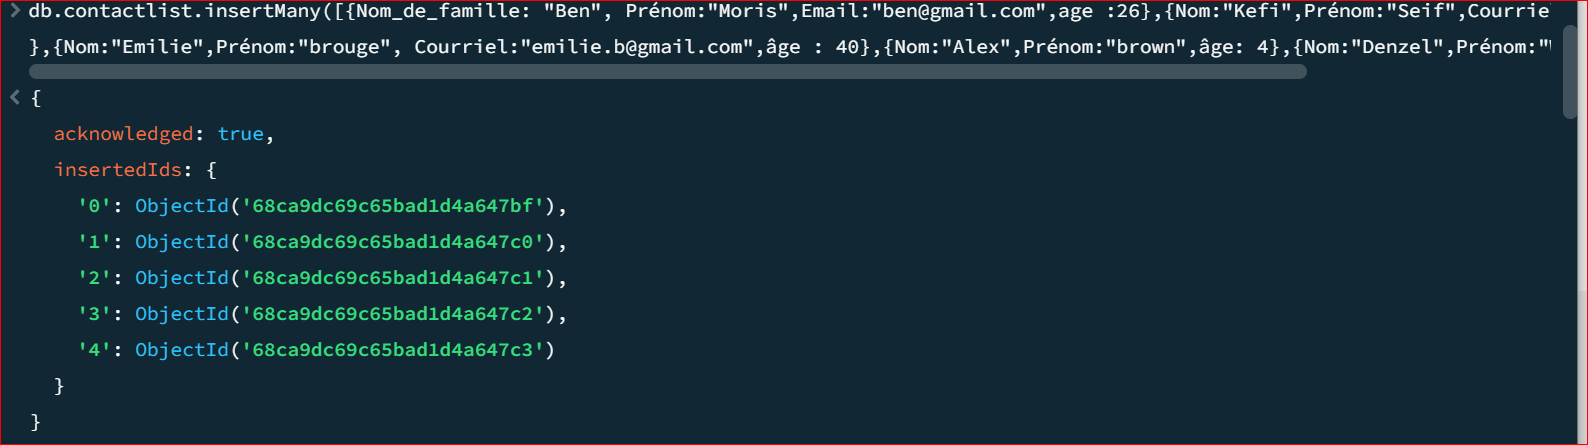 db.contactlist.insertMany([{Nom_de_famille: "Ben", Prénom:"Moris",Email:"ben@gmail.com",age :26},{Nom:"Kefi",Prénom:"Seif",Courrie
},{Nom:"Emilie",Prénom:"brouge", Courriel:"emilie.b@gmail.com",âge : 40},{Nom:"Alex",Prénom:"brown",âge: 4},{Nom:"Denzel",Prénom:"
{
acknowledged: true,
insertedIds: {
'0': ObjectId('68ca9dc69c65bad1d4a647bf'),
'1': ObjectId('68ca9dc69c65bad1d4a647c0'),
'2': ObjectId('68ca9dc69c65bad1d4a647c1'),
'3': ObjectId('68ca9dc69c65bad1d4a647c2'),
'4': ObjectId('68ca9dc69c65bad1d4a647c3')
}
}